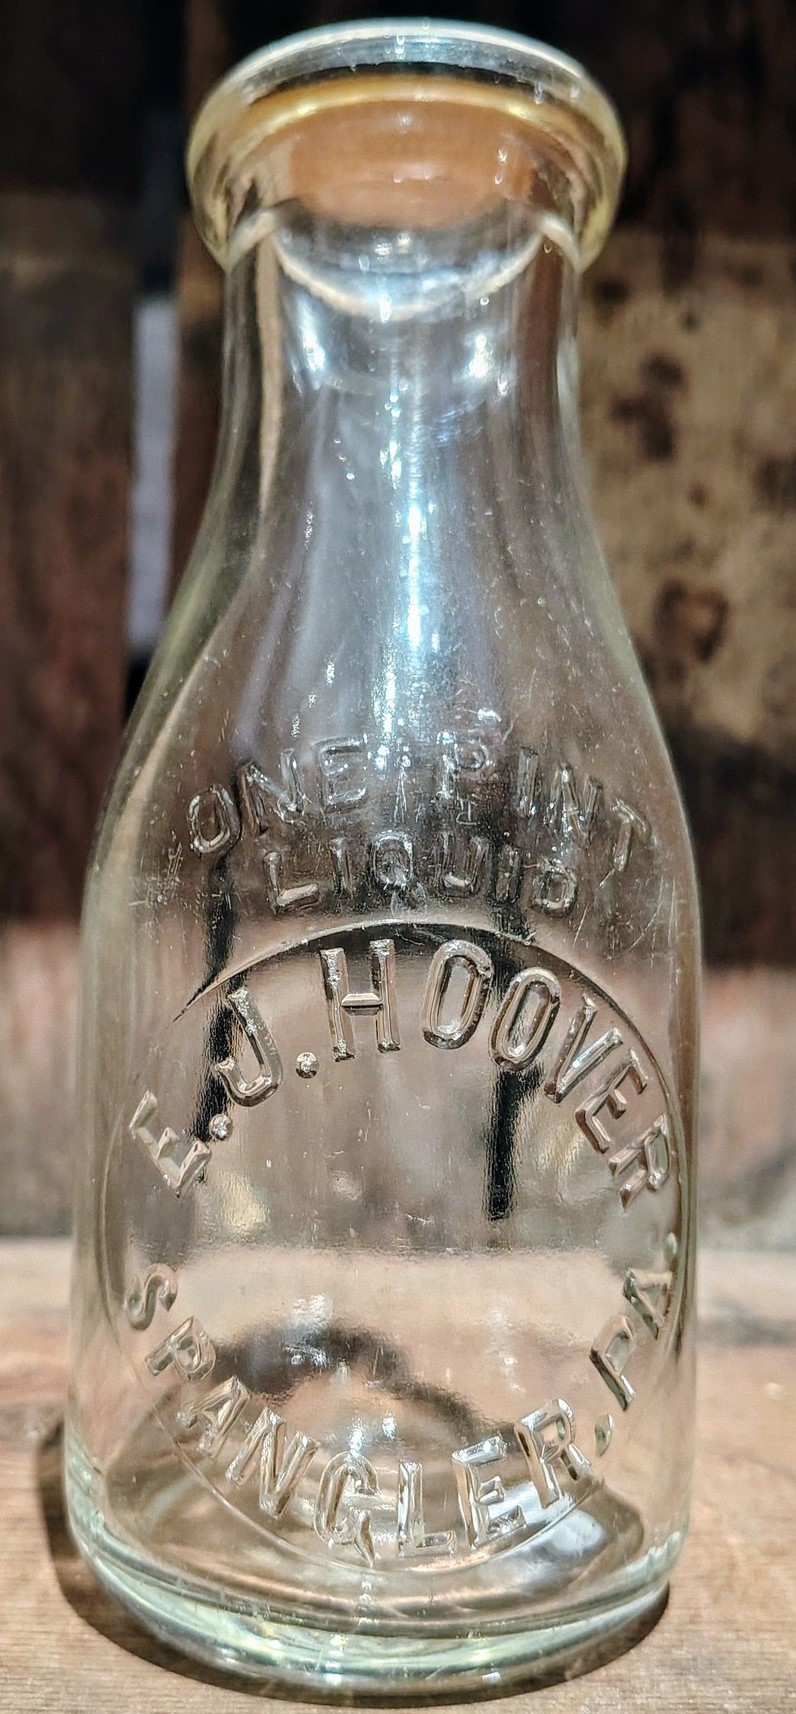 ONE PINT
LIQUID
E. J. HOOVER
SPANGLER, PA.